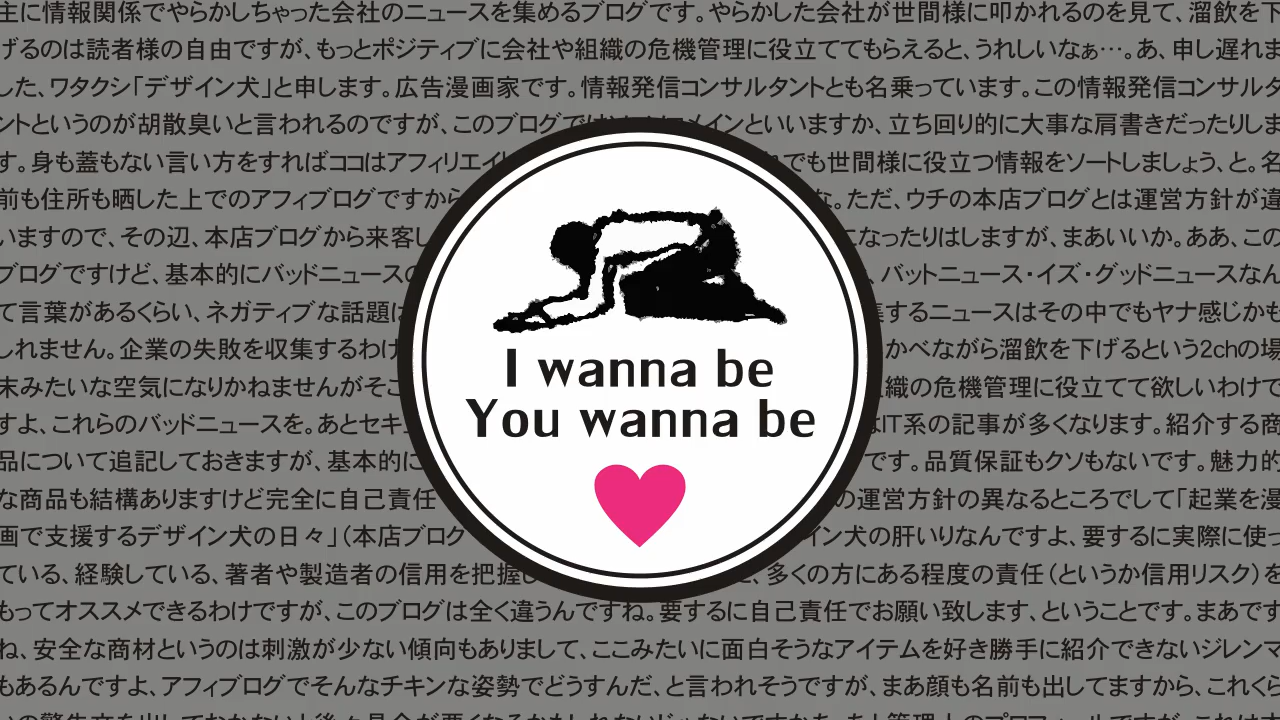 主に情報関係でやらかしちゃった会社のニュースを集めるブログです。やらかした会社が世間様に叩かれるのを見て、溜飲を下
げるのは読者様の自由ですが、もっとポジティブに会社や組織の危機管理に役立ててもらえると、うれしいなぁ…。あ、申し遅れま
した、ワタクシ「デザイン犬」と申します。広告漫画家です。情報発信コンサルタントとも名乗っています。この情報発信コンサルタ
ントというのが胡散臭いと言われるのですが、このブログでは メインといいますか、立ち回り的に大事な肩書きだったりしま
す。身も蓋もない言い方をすればココはアフィリエイ でも世間様に役立つ情報をソートしましょう、と。名
前も住所も晒した上でのアフィブログですから 。ただ、ウチの本店ブログとは運営方針が違
いますので、その辺、本店ブログから来客し になったりはしますが、まあいいか。ああ、この
ブログですけど、基本的にバッドニュースの 、バットニュース・イズ・グッドニュースなん
て言葉があるくらい、ネガティブな話題は 集するニュースはその中でもヤナ感じかも
しれません。企業の失敗を収集するわけ かべながら溜飲を下げるという2chの場
末みたいな空気になりかねませんがそこ 織の危機管理に役立てて欲しいわけで
すよ、これらのバッドニュースを。あとセキ IT系の記事が多くなります。紹介する商
品について追記しておきますが、基本的に です。品質保証もクソもないです。魅力的
な商品も結構ありますけど完全に自己責任 の運営方針の異なるところでして「起業を漫
画で支援するデザイン犬の日々」（本店ブログ イン犬の肝いりなんですよ、要するに実際に使っ
ている、経験している、著者や製造者の信用を把握 、多くの方にある程度の責任（というか信用リスク）を
もってオススメできるわけですが、このブログは全く違うんですね。要するに自己責任でお願い致します、ということです。まあです
ね、安全な商材というのは刺激が少ない傾向もありまして、ここみたいに面白そうなアイテムを好き勝手に紹介できないジレンマ
もあるんですよ、アフィブログでそんなチキンな姿勢でどうすんだ、と言われそうですが、まあ顔も名前も出してますから、これくら
I wanna be
You wanna be